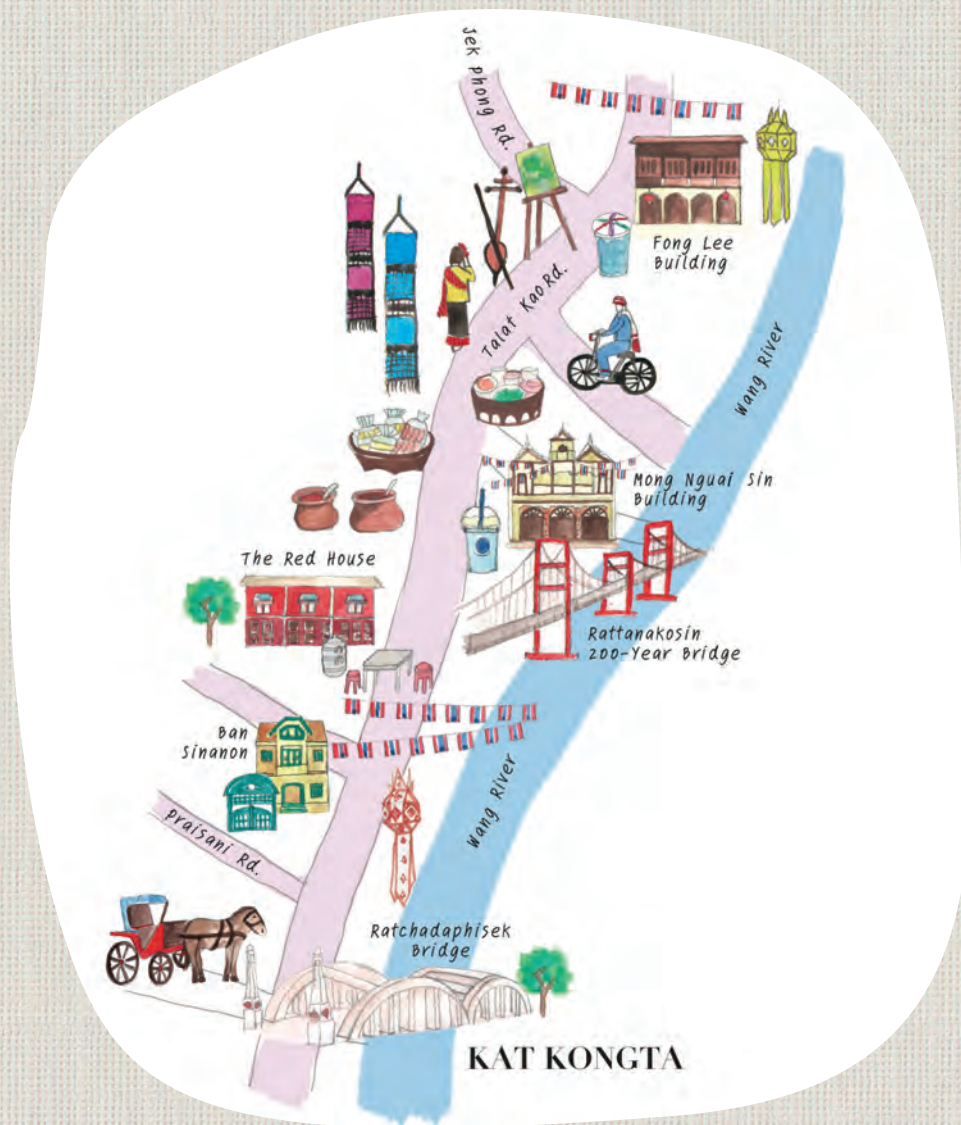 Jek Phong Rd.
Fong Lee
Building
Talat Kao Rd.
Wang River
Mong Nguai Sin
Building
The Red House
Rattanakosin
200-Year Bridge
Ban
Sinanon
Wang River
Praisani Rd.
Ratchadaphisek
Bridge
KAT KONGTA